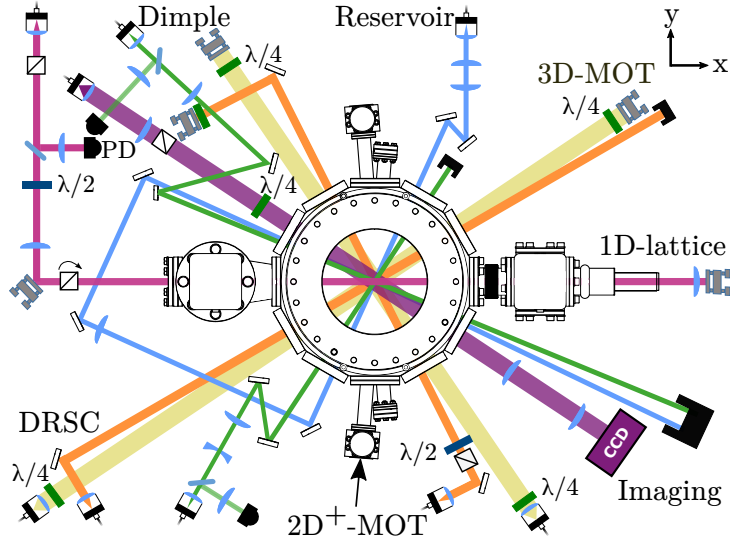 Dimple
Reservoir
y
x
λ/4
3D-MOT
λ/4
PD
λ/2
λ/4
1D-lattice
DRSC
λ/4
λ/2
CCD
λ/4
Imaging
2D⁺-MOT